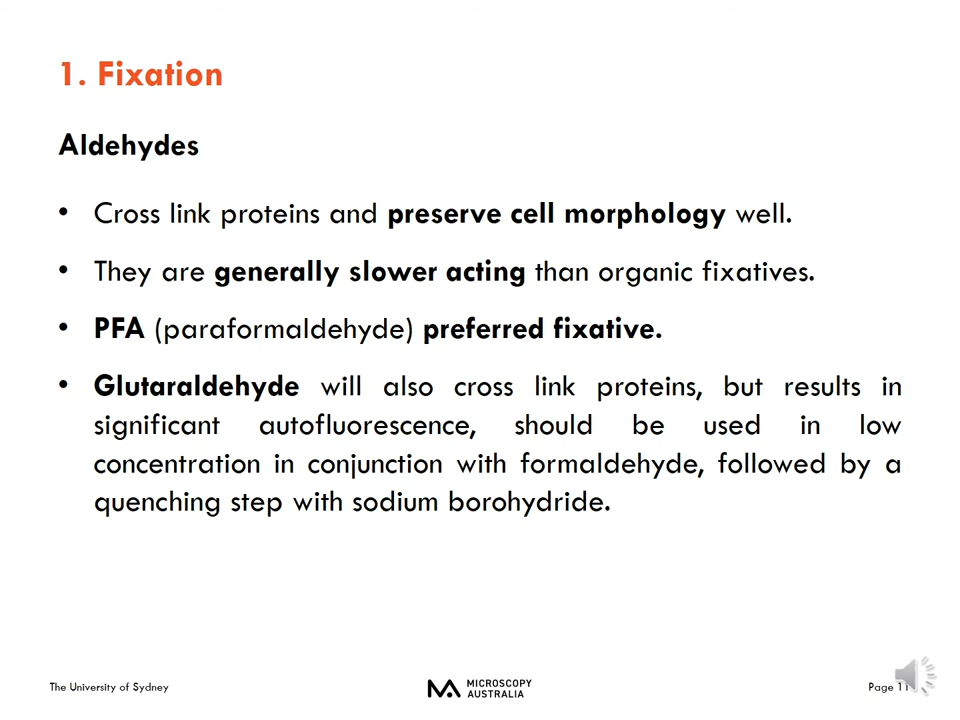 1. Fixation
Aldehydes
• Cross link proteins and preserve cell morphology well.
• They are generally slower acting than organic fixatives.
• PFA (paraformaldehyde) preferred fixative.
• Glutaraldehyde will also cross link proteins, but results in
significant autofluorescence, should be used in low
concentration in conjunction with formaldehyde, followed by a
quenching step with sodium borohydride.
The University of Sydney
MICROSCOPY
AUSTRALIA
Page 11